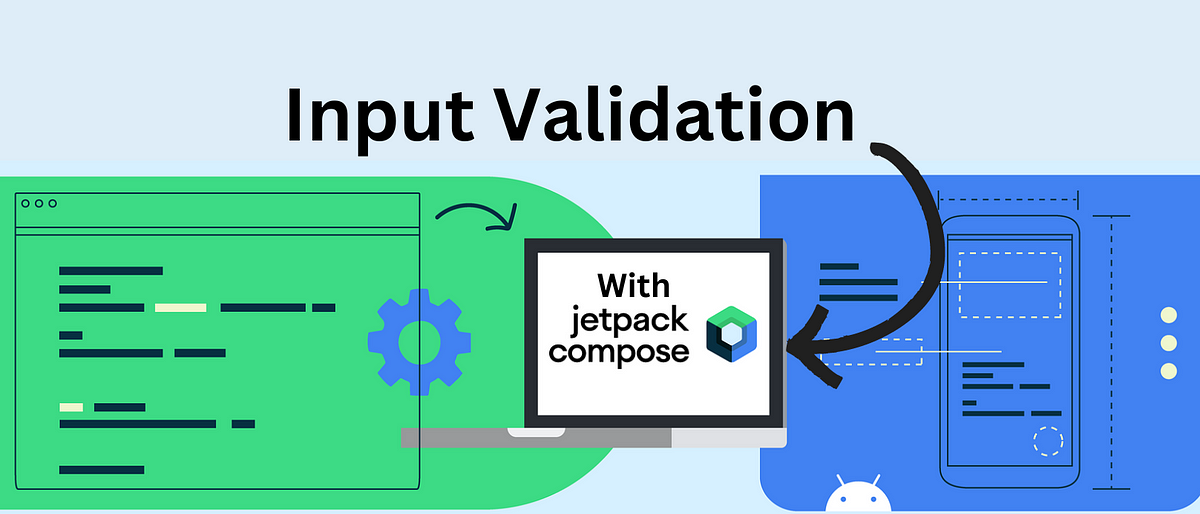 Input Validation
With
jetpack
compose